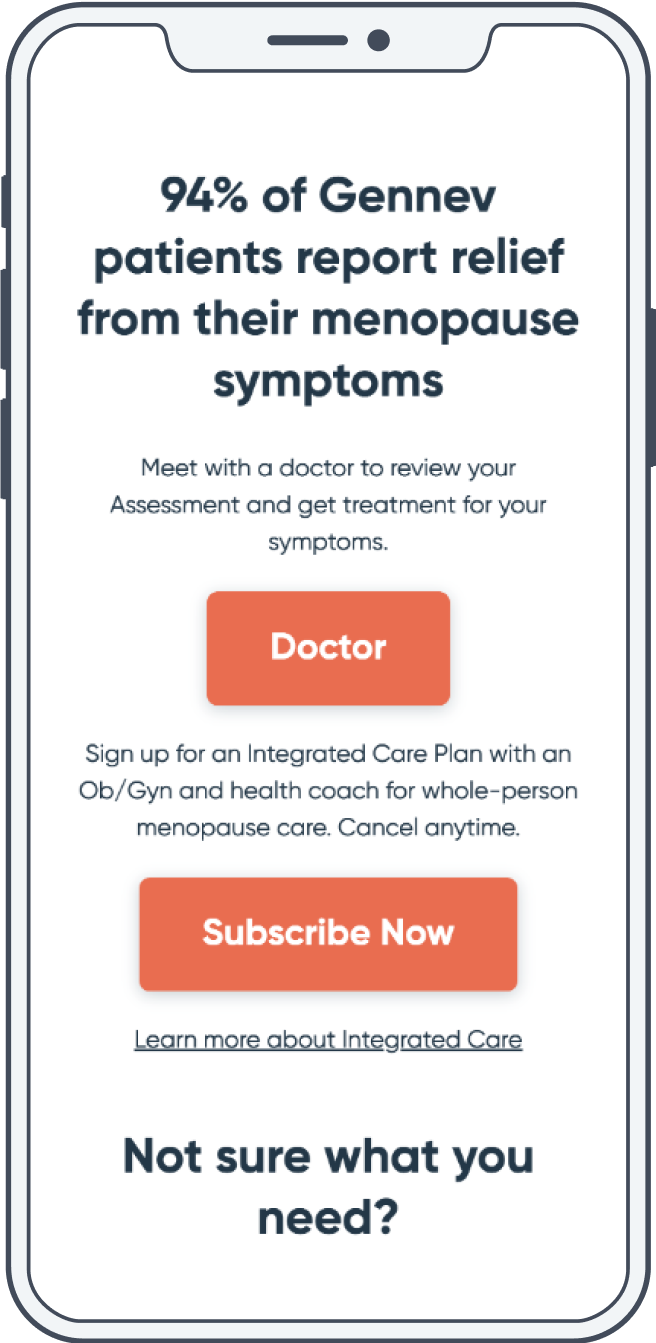 94% of Gennev
patients report relief
from their menopause
symptoms
Meet with a doctor to review your
Assessment and get treatment for your
symptoms.
Doctor
Sign up for an Integrated Care Plan with an
Ob/Gyn and health coach for whole-person
menopause care. Cancel anytime.
Subscribe Now
Learn more about Integrated Care
Not sure what you
need?